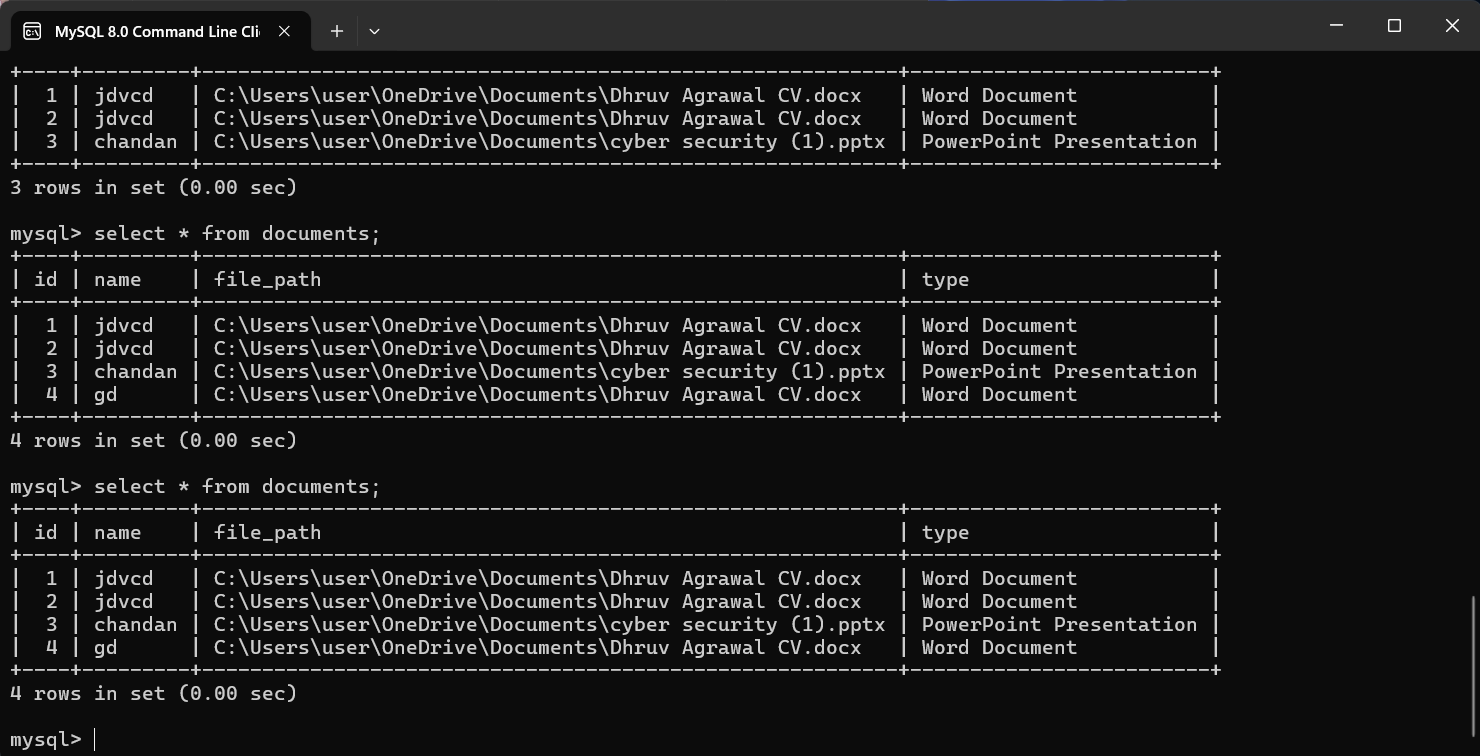 MySQL 8.0 Command Line Cli
+----+---------+-----------------------------------------------------------+-------------------------+
|  1 | jdvcd   | C:\Users\user\OneDrive\Documents\Dhruv Agrawal CV.docx   | Word Document           |
|  2 | jdvcd   | C:\Users\user\OneDrive\Documents\Dhruv Agrawal CV.docx   | Word Document           |
|  3 | chandan | C:\Users\user\OneDrive\Documents\cyber security (1).pptx | PowerPoint Presentation |
+----+---------+-----------------------------------------------------------+-------------------------+
3 rows in set (0.00 sec)
mysql> select * from documents;
+----+---------+-----------------------------------------------------------+-------------------------+
| id | name    | file_path                                                | type                    |
+----+---------+-----------------------------------------------------------+-------------------------+
|  1 | jdvcd   | C:\Users\user\OneDrive\Documents\Dhruv Agrawal CV.docx   | Word Document           |
|  2 | jdvcd   | C:\Users\user\OneDrive\Documents\Dhruv Agrawal CV.docx   | Word Document           |
|  3 | chandan | C:\Users\user\OneDrive\Documents\cyber security (1).pptx | PowerPoint Presentation |
|  4 | gd      | C:\Users\user\OneDrive\Documents\Dhruv Agrawal CV.docx   | Word Document           |
+----+---------+-----------------------------------------------------------+-------------------------+
4 rows in set (0.00 sec)
mysql> select * from documents;
+----+---------+-----------------------------------------------------------+-------------------------+
| id | name    | file_path                                                | type                    |
+----+---------+-----------------------------------------------------------+-------------------------+
|  1 | jdvcd   | C:\Users\user\OneDrive\Documents\Dhruv Agrawal CV.docx   | Word Document           |
|  2 | jdvcd   | C:\Users\user\OneDrive\Documents\Dhruv Agrawal CV.docx   | Word Document           |
|  3 | chandan | C:\Users\user\OneDrive\Documents\cyber security (1).pptx | PowerPoint Presentation |
|  4 | gd      | C:\Users\user\OneDrive\Documents\Dhruv Agrawal CV.docx   | Word Document           |
+----+---------+-----------------------------------------------------------+-------------------------+
4 rows in set (0.00 sec)
mysql>